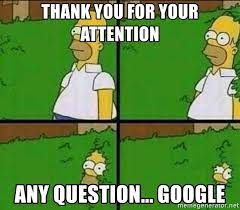 THANK YOU FOR YOUR
ATTENTION
ANY QUESTION... GOOGLE
memegenerator.net